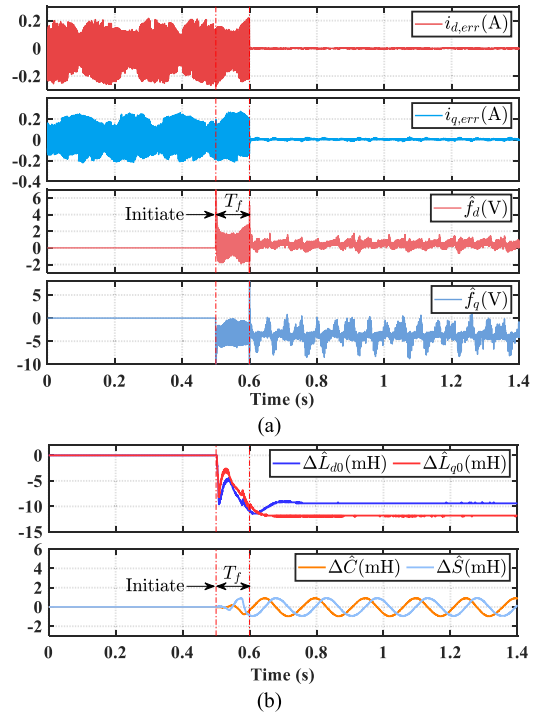 0.2
0
-0.2
i_{d,err}(A)
0.2
0
-0.2
-0.4
i_{q,err}(A)
6
4
2
0
-2
Initiate
T_f
\hat{f}_d(V)
5
0
-5
-10
\hat{f}_q(V)
0 0.2 0.4 0.6 0.8 1 1.2 1.4
Time (s)
(a)
0
-5
-10
-15
Δ\hat{L}_{d0}(mH) Δ\hat{L}_{q0}(mH)
6
4
2
0
-2
Initiate
T_f
Δ\hat{C}(mH) Δ\hat{S}(mH)
0 0.2 0.4 0.6 0.8 1 1.2 1.4
Time (s)
(b)